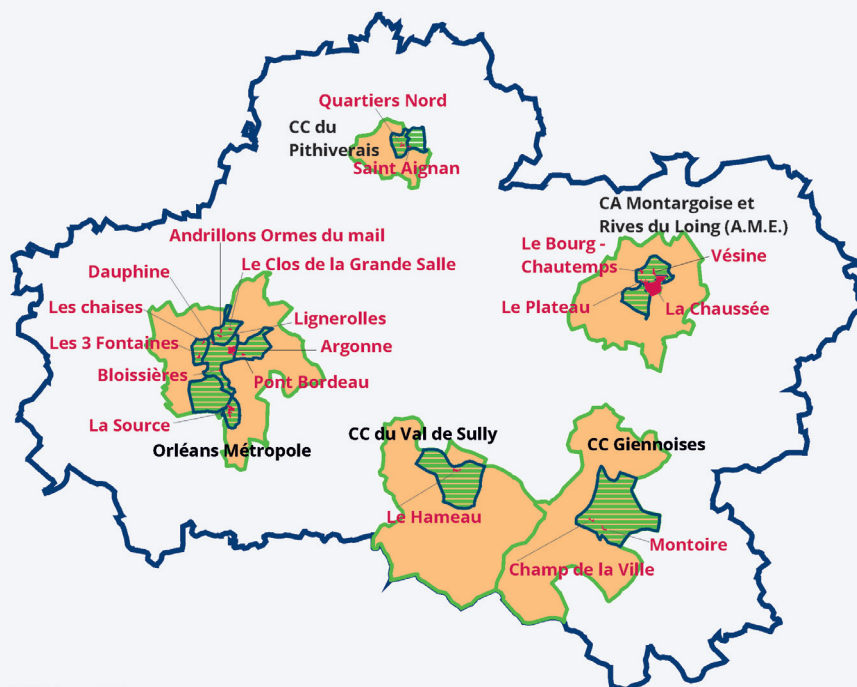 Quartiers Nord
CC du
Pithiverais
Saint Aignan
CA Montargoise et
Rives du Loing (A.M.E.)
Le Bourg -
Chautemps
Vésine
Le Plateau
La Chaussée
Andrillons Ormes du mail
Le Clos de la Grande Salle
Dauphine
Les chaises
Lignerolles
Les 3 Fontaines
Argonne
Bloissières
Pont Bordeau
La Source
Orléans Métropole
CC du Val de Sully
CC Giennoises
Le Hameau
Montoire
Champ de la Ville